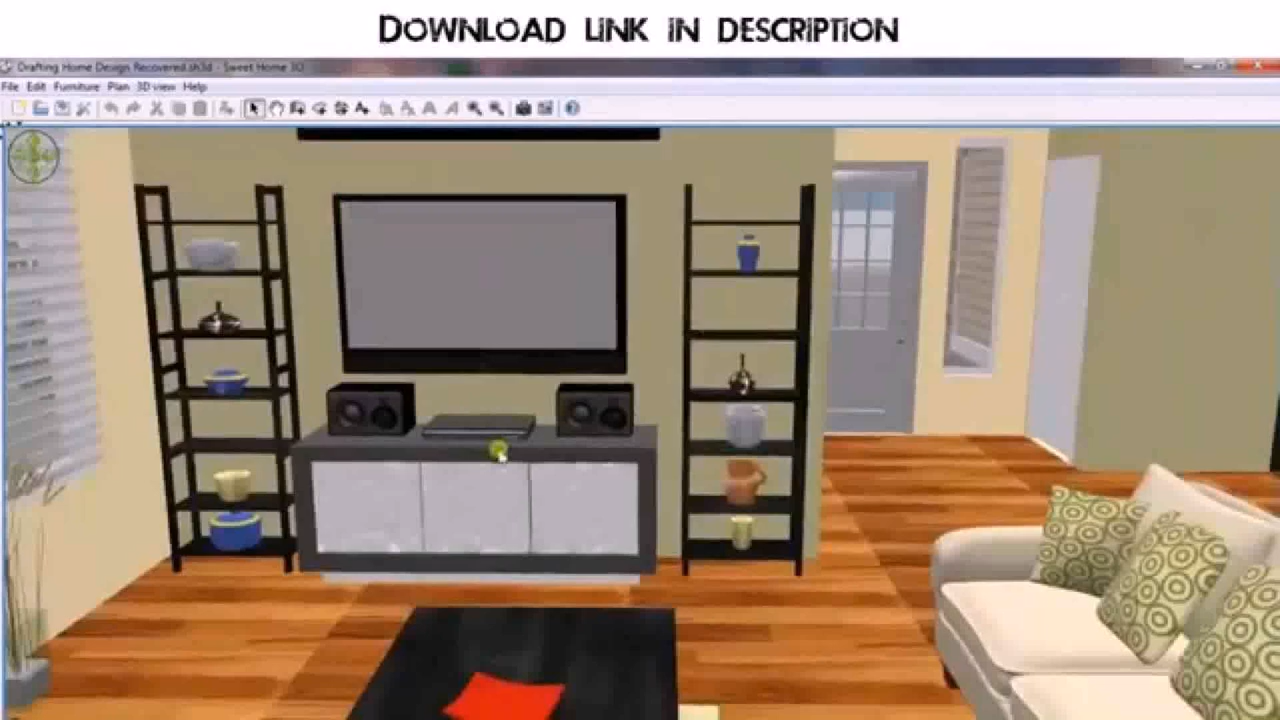 Download link in description
Drafting Home Design Recovered.sh3d - Sweet Home 3D
File Edit Furniture Plan 3D view Help